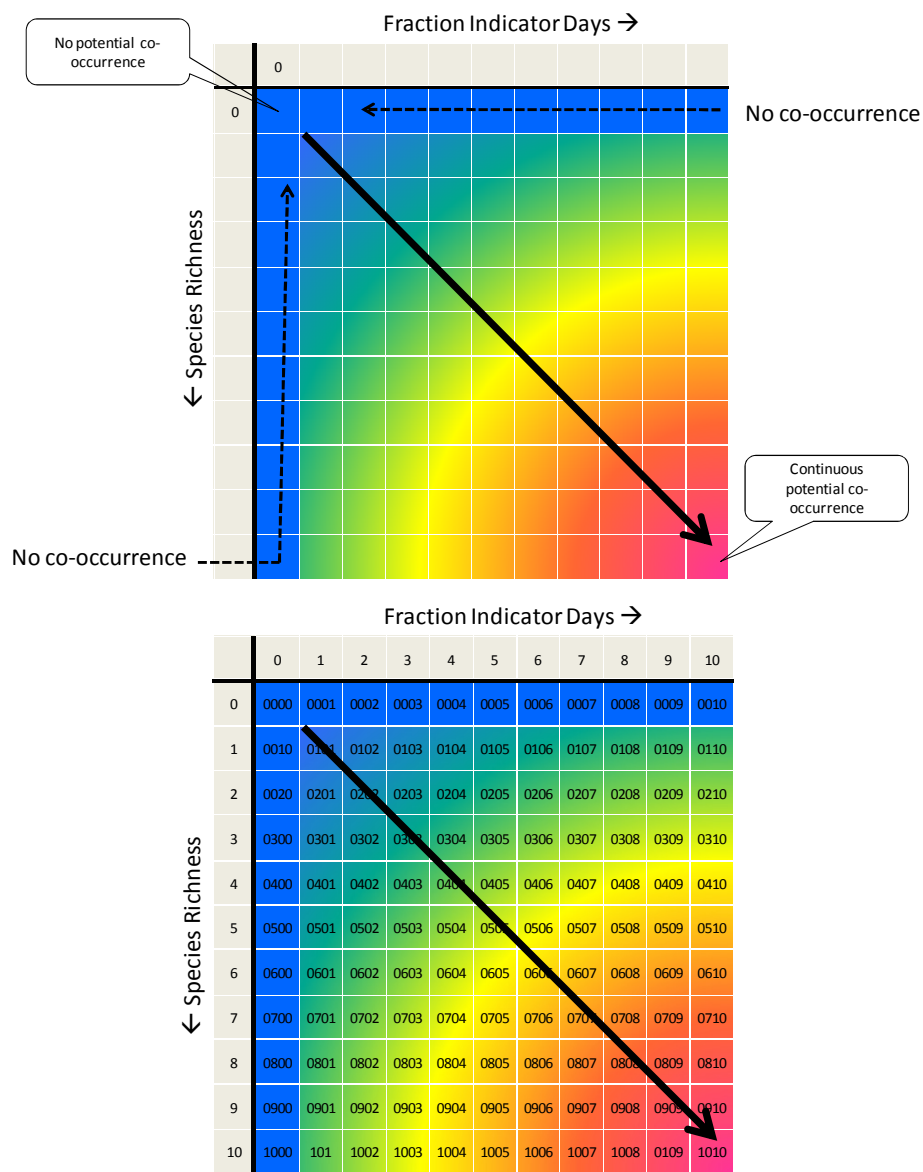 Fraction Indicator Days →
No potential co-
occurrence
0
0
No co-occurrence
← Species Richness
Continuous
potential co-
occurrence
No co-occurrence
Fraction Indicator Days →
0 1 2 3 4 5 6 7 8 9 10
← Species Richness
0 0000 0001 0002 0003 0004 0005 0006 0007 0008 0009 0010
1 0010 0101 0102 0103 0104 0105 0106 0107 0108 0109 0110
2 0020 0201 0202 0203 0204 0205 0206 0207 0208 0209 0210
3 0300 0301 0302 0303 0304 0305 0306 0307 0308 0309 0310
4 0400 0401 0402 0403 0404 0405 0406 0407 0408 0409 0410
5 0500 0501 0502 0503 0504 0505 0506 0507 0508 0509 0510
6 0600 0601 0602 0603 0604 0605 0606 0607 0608 0609 0610
7 0700 0701 0702 0703 0704 0705 0706 0707 0708 0709 0710
8 0800 0801 0802 0803 0804 0805 0806 0807 0808 0809 0810
9 0900 0901 0902 0903 0904 0905 0906 0907 0908 0909 0910
10 1000 101 1002 1003 1004 1005 1006 1007 1008 0109 1010